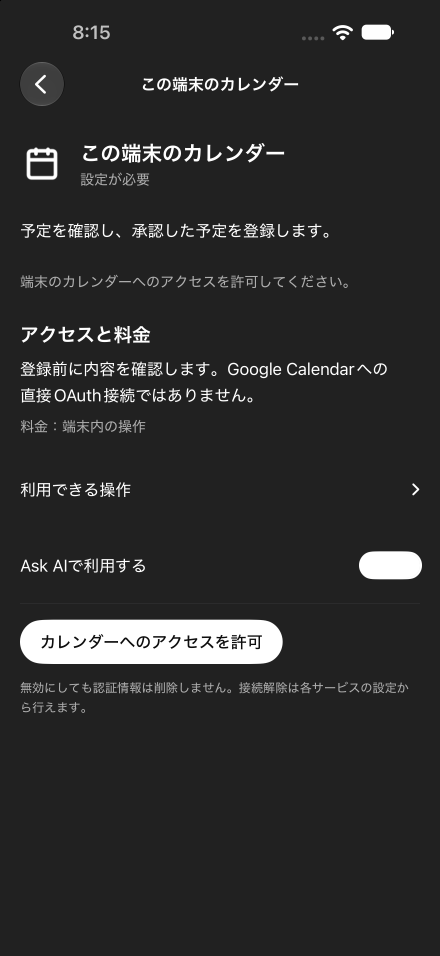 8:15
この端末のカレンダー
この端末のカレンダー
設定が必要
予定を確認し、承認した予定を登録します。
端末のカレンダーへのアクセスを許可してください。
アクセスと料金
登録前に内容を確認します。Google Calendarへの
直接OAuth接続ではありません。
料金：端末内の操作
利用できる操作
Ask AIで利用する
カレンダーへのアクセスを許可
無効にしても認証情報は削除しません。接続解除は各サービスの設定か
ら行えます。